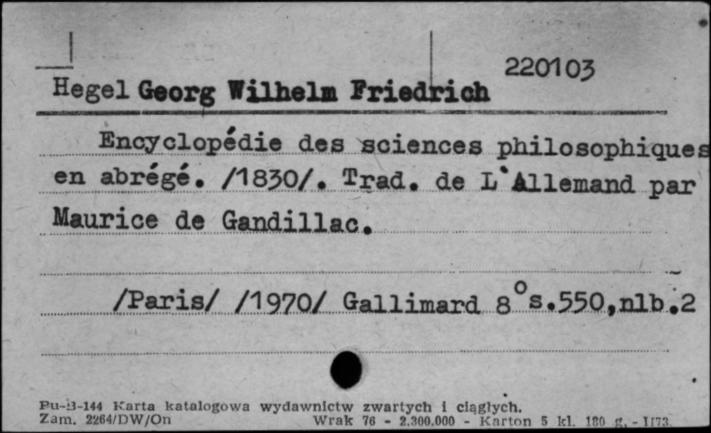 220103
Hegel Georg Wilhelm Friedrich
Encyclopédie des sciences philosophiques
en abrégé. /1830/. Trad. de L'Allemand par
Maurice de Gandillac.
/Paris/ /1970/ Gallimard 8° s.550,nlb.2
Pu-B-144 Karta katalogowa wydawnictw zwartych i ciągłych.
Zam. 2264/DW/On Wrak 76 - 2.300.000 - Karton 5 kl. 180 g. -